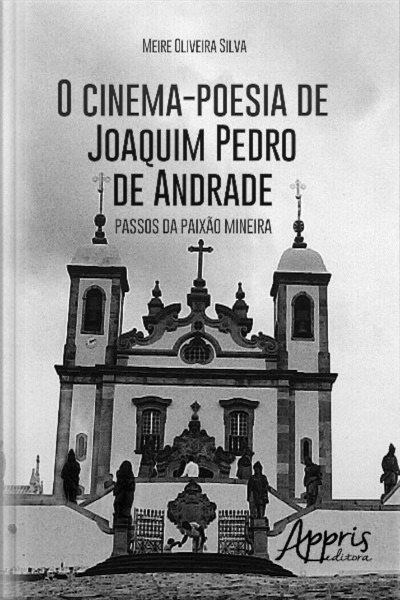 MEIRE OLIVEIRA SILVA
O CINEMA-POESIA DE
JOAQUIM PEDRO
DE ANDRADE
PASSOS DA PAIXÃO MINEIRA
Appris
editora